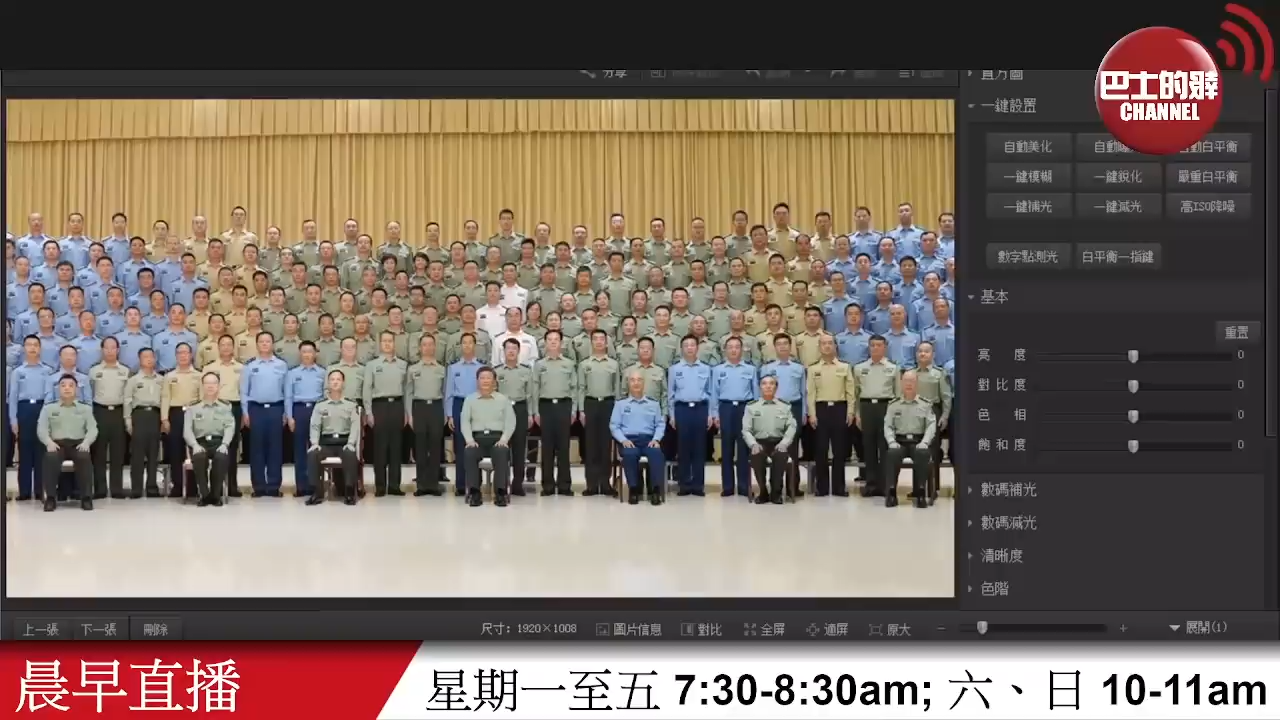 分享
直方圖
巴士的報
CHANNEL
一鍵設置
自動美化
自動白平衡
一鍵模糊 一鍵銳化 嚴重白平衡
一鍵補光 一鍵減光 高ISO降噪
數字點測光 白平衡一指鍵
基本
重置
亮 度 0
對比度 0
色 相 0
飽和度 0
數碼補光
數碼減光
清晰度
色階
上一張 下一張 刪除 尺寸: 1920×1008 圖片信息 對比 全屏 適屏 原大 − + 展開(1)
晨早直播 星期一至五 7:30-8:30am; 六、日 10-11am